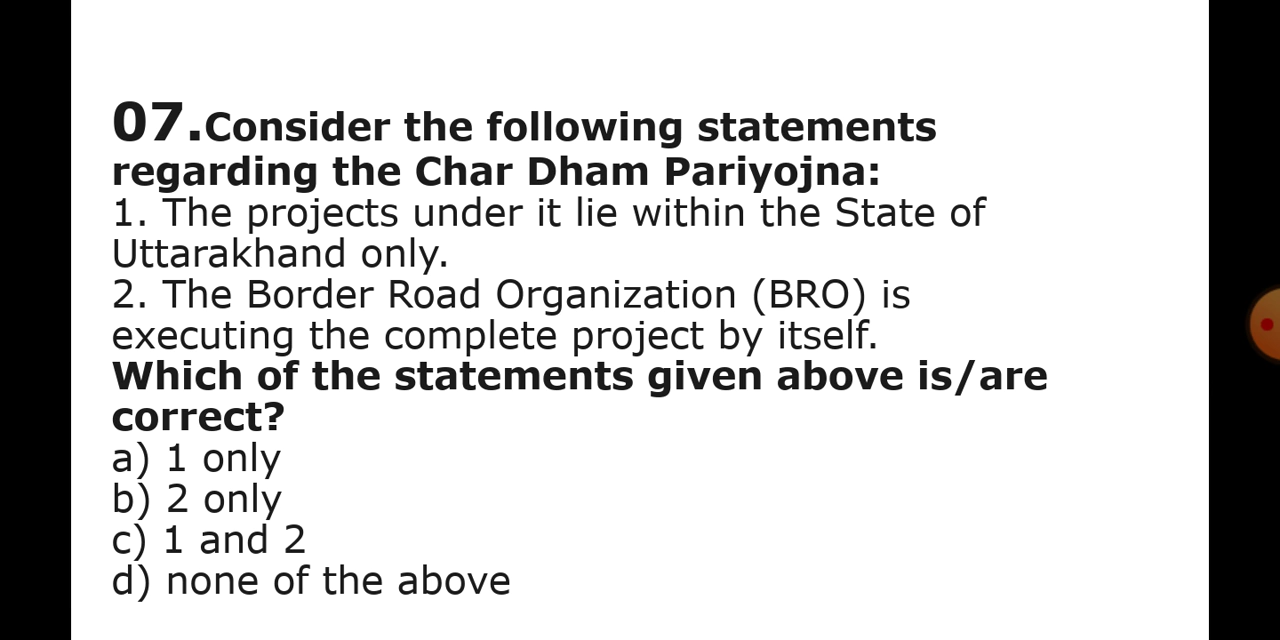 07.Consider the following statements
regarding the Char Dham Pariyojna:
1. The projects under it lie within the State of
Uttarakhand only.
2. The Border Road Organization (BRO) is
executing the complete project by itself.
Which of the statements given above is/are
correct?
a) 1 only
b) 2 only
c) 1 and 2
d) none of the above